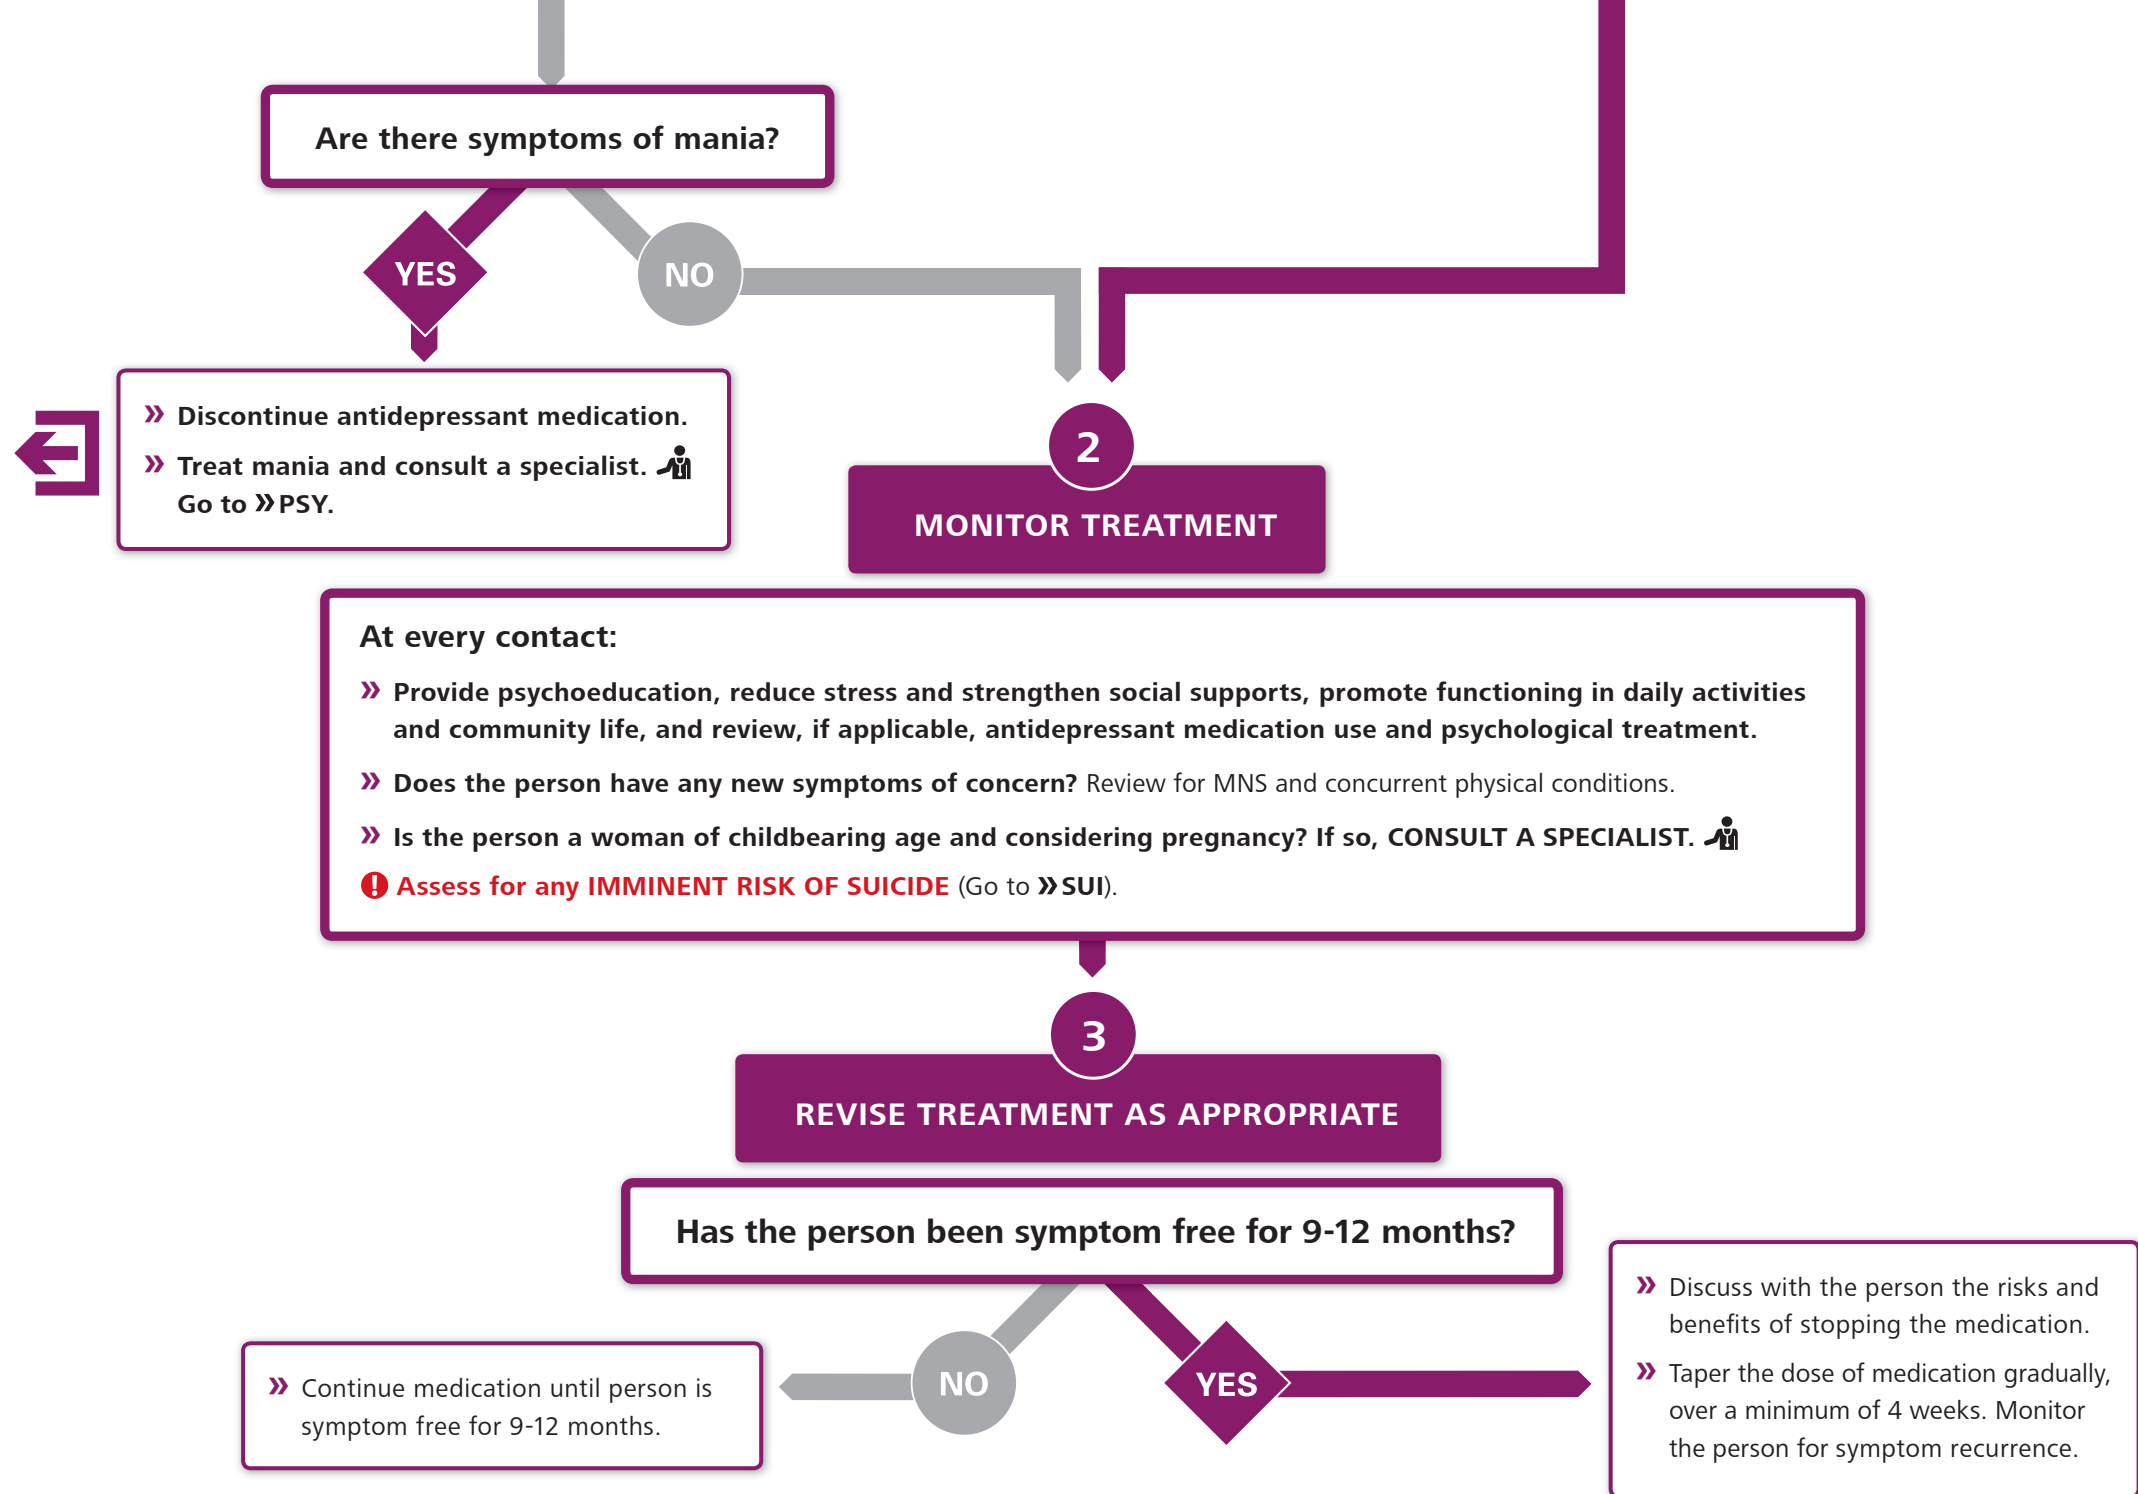 Are there symptoms of mania?
YES
NO
» Discontinue antidepressant medication.
» Treat mania and consult a specialist.
Go to »PSY.
2
MONITOR TREATMENT
At every contact:
» Provide psychoeducation, reduce stress and strengthen social supports, promote functioning in daily activities
and community life, and review, if applicable, antidepressant medication use and psychological treatment.
» Does the person have any new symptoms of concern? Review for MNS and concurrent physical conditions.
» Is the person a woman of childbearing age and considering pregnancy? If so, CONSULT A SPECIALIST.
! Assess for any IMMINENT RISK OF SUICIDE (Go to »SUI).
3
REVISE TREATMENT AS APPROPRIATE
Has the person been symptom free for 9-12 months?
NO
YES
» Continue medication until person is
symptom free for 9-12 months.
» Discuss with the person the risks and
benefits of stopping the medication.
» Taper the dose of medication gradually,
over a minimum of 4 weeks. Monitor
the person for symptom recurrence.